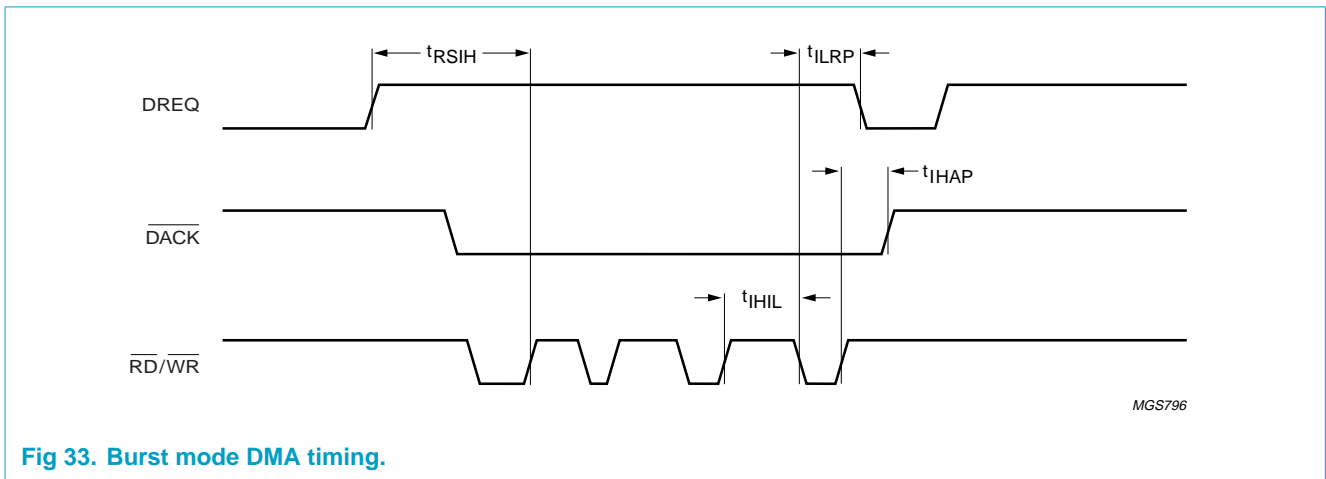 tRSIH
tILRP
DREQ
tIHAP
DACK
tIHIL
RD/WR
MGS796
Fig 33. Burst mode DMA timing.